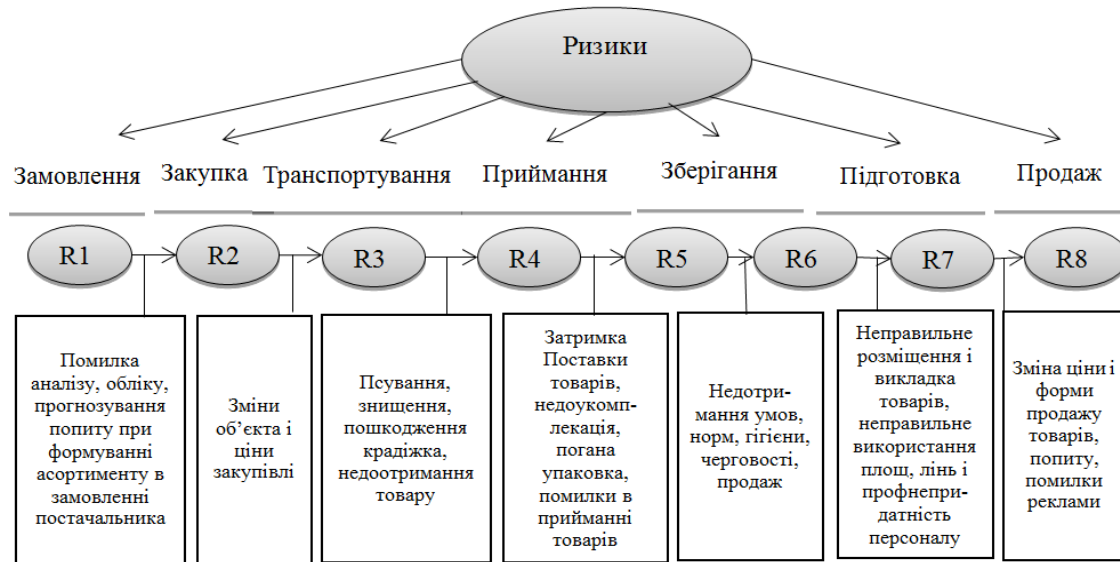 Ризики
Замовлення
Закупка
Транспортування
Приймання
Зберігання
Підготовка
Продаж
R1
R2
R3
R4
R5
R6
R7
R8
Помилка
аналізу, обліку,
прогнозування
попиту при
формуванні
асортименту в
замовленні
постачальника
Зміни
об’єкта і
ціни
закупівлі
Псування,
знищення,
пошкодження
крадіжка,
недоотримання
товару
Затримка
Поставки
товарів,
недоукомп-
лекація,
погана
упаковка,
помилки в
прийманні
товарів
Недотри-
мання умов,
норм, гігієни,
черговості,
продаж
Неправильне
розміщення і
викладка
товарів,
неправильне
використання
площ, лінь і
профнепри-
датність
персоналу
Зміна ціни і
форми
продажу
товарів,
попиту,
помилки
реклами